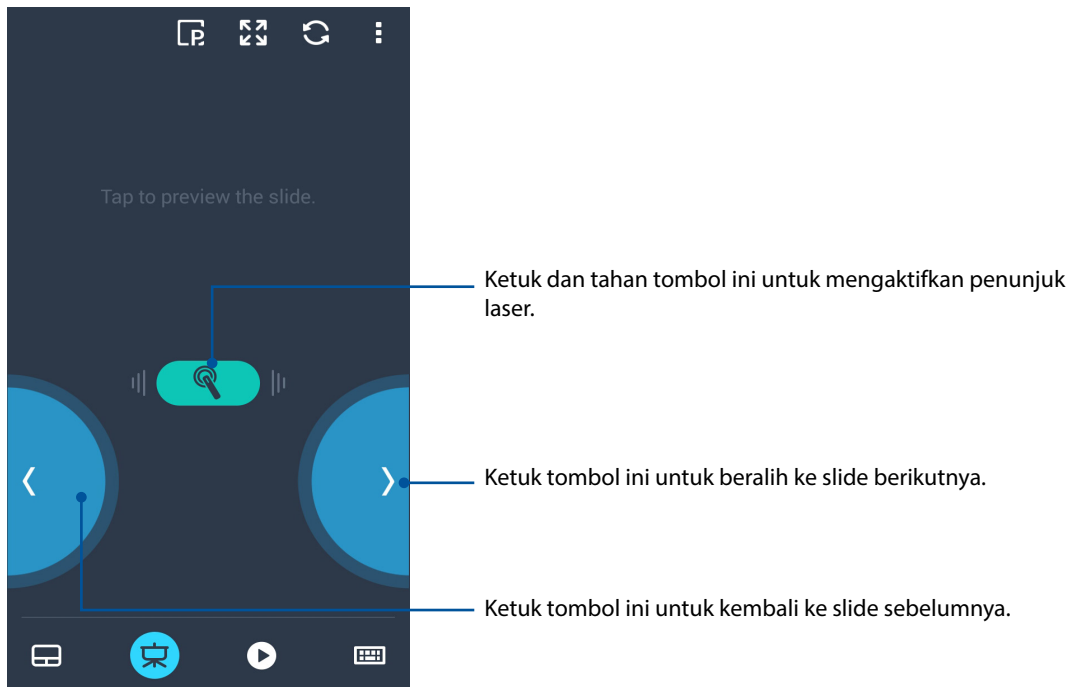 Tap to preview the slide.
Ketuk dan tahan tombol ini untuk mengaktifkan penunjuk
laser.
Ketuk tombol ini untuk beralih ke slide berikutnya.
Ketuk tombol ini untuk kembali ke slide sebelumnya.